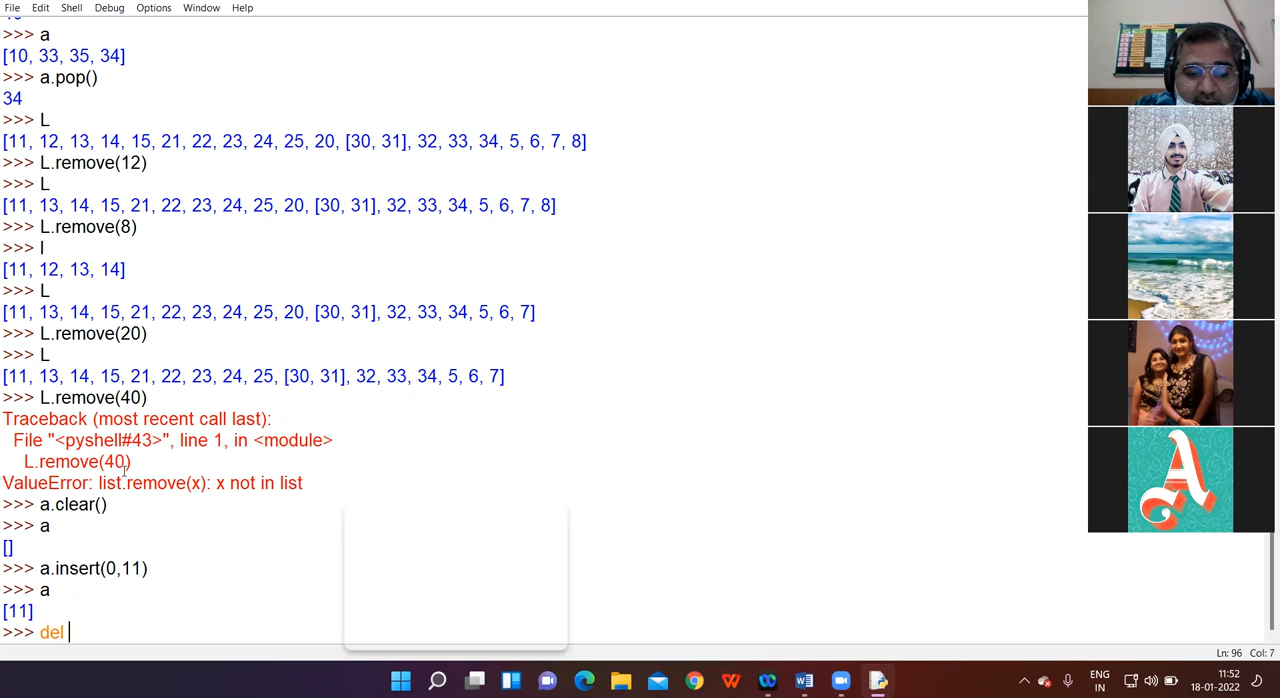 File Edit Shell Debug Options Window Help
>>> a
[10, 33, 35, 34]
>>> a.pop()
34
>>> L
[11, 12, 13, 14, 15, 21, 22, 23, 24, 25, 20, [30, 31], 32, 33, 34, 5, 6, 7, 8]
>>> L.remove(12)
>>> L
[11, 13, 14, 15, 21, 22, 23, 24, 25, 20, [30, 31], 32, 33, 34, 5, 6, 7, 8]
>>> L.remove(8)
>>> l
[11, 12, 13, 14]
>>> L
[11, 13, 14, 15, 21, 22, 23, 24, 25, 20, [30, 31], 32, 33, 34, 5, 6, 7]
>>> L.remove(20)
>>> L
[11, 13, 14, 15, 21, 22, 23, 24, 25, [30, 31], 32, 33, 34, 5, 6, 7]
>>> L.remove(40)
Traceback (most recent call last):
File "<pyshell#43>", line 1, in <module>
L.remove(40)
ValueError: list.remove(x): x not in list
>>> a.clear()
>>> a
[]
>>> a.insert(0,11)
>>> a
[11]
>>> del
A
Ln: 96 Col: 7
ENG
IN
11:52
18-01-2022